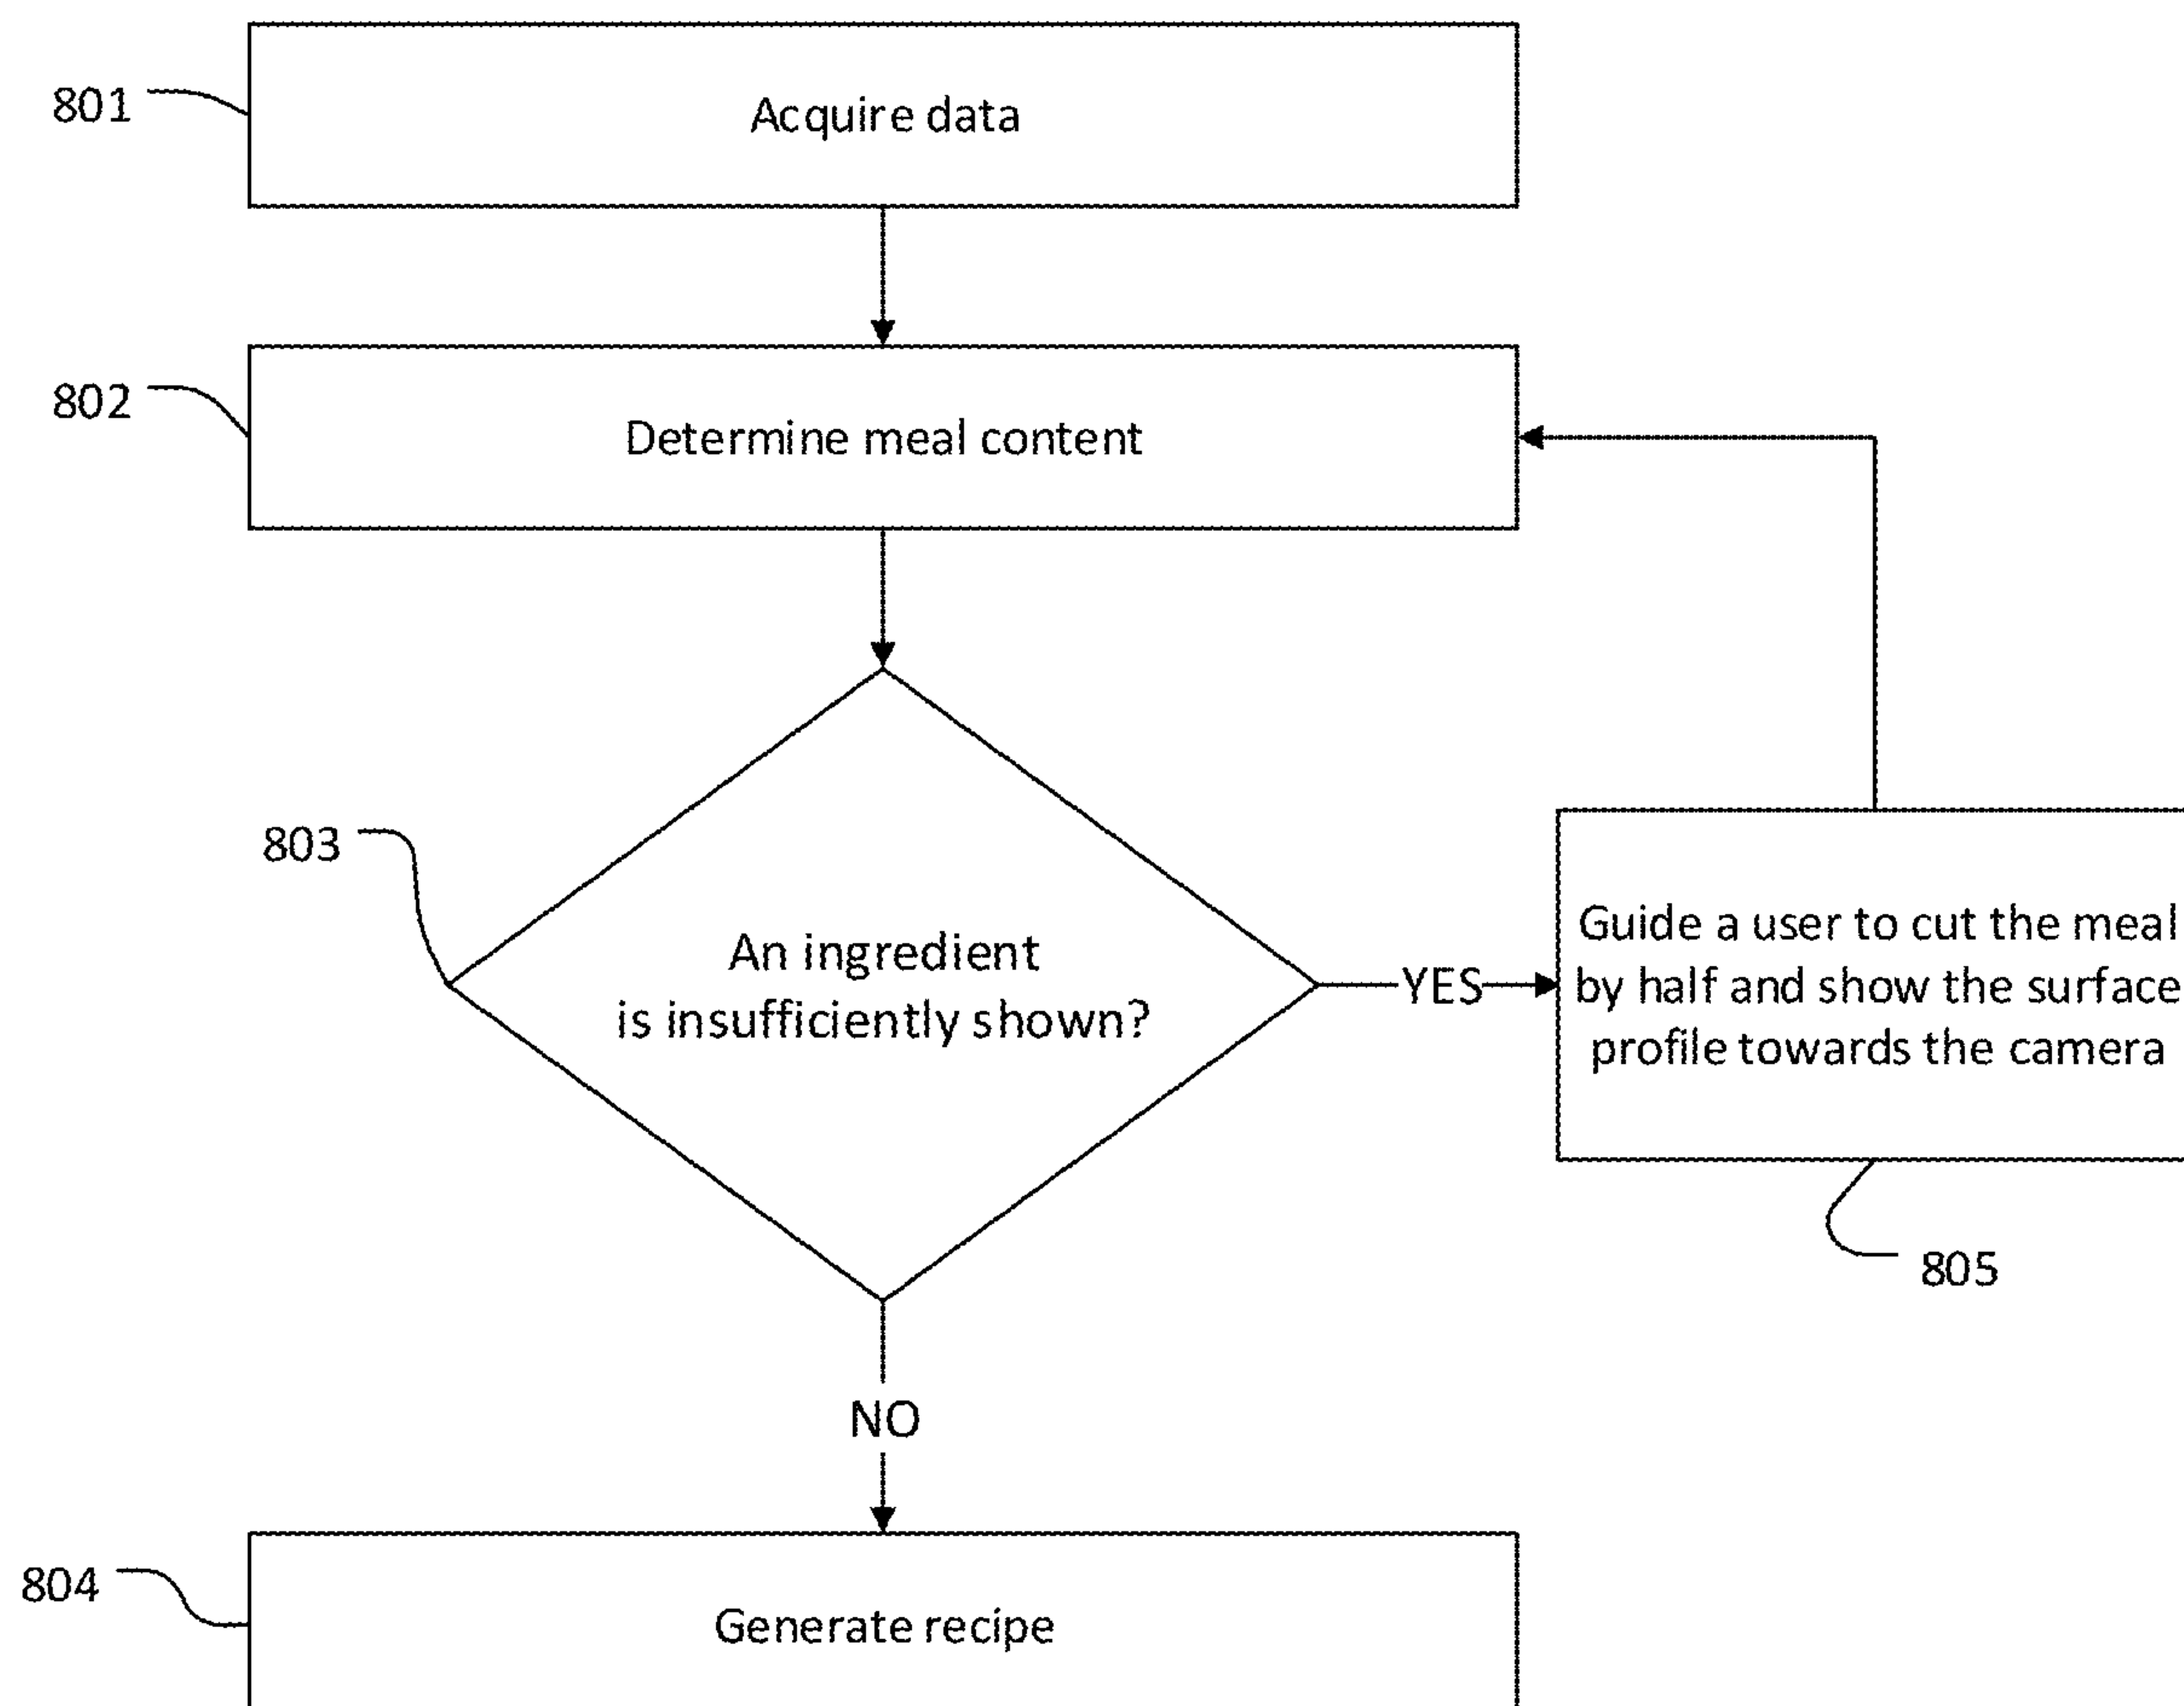 801
Acquire data
802
Determine meal content
803
An ingredient
is insufficiently shown?
YES
Guide a user to cut the meal
by half and show the surface
profile towards the camera
805
NO
804
Generate recipe